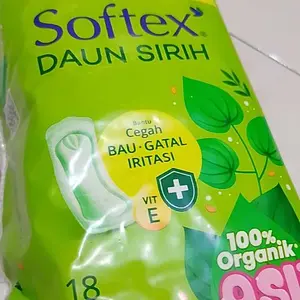 Softex
DAUN SIRIH
Bantu
Cegah
BAU · GATAL
IRITASI
VIT
E
100%
Organik*
18